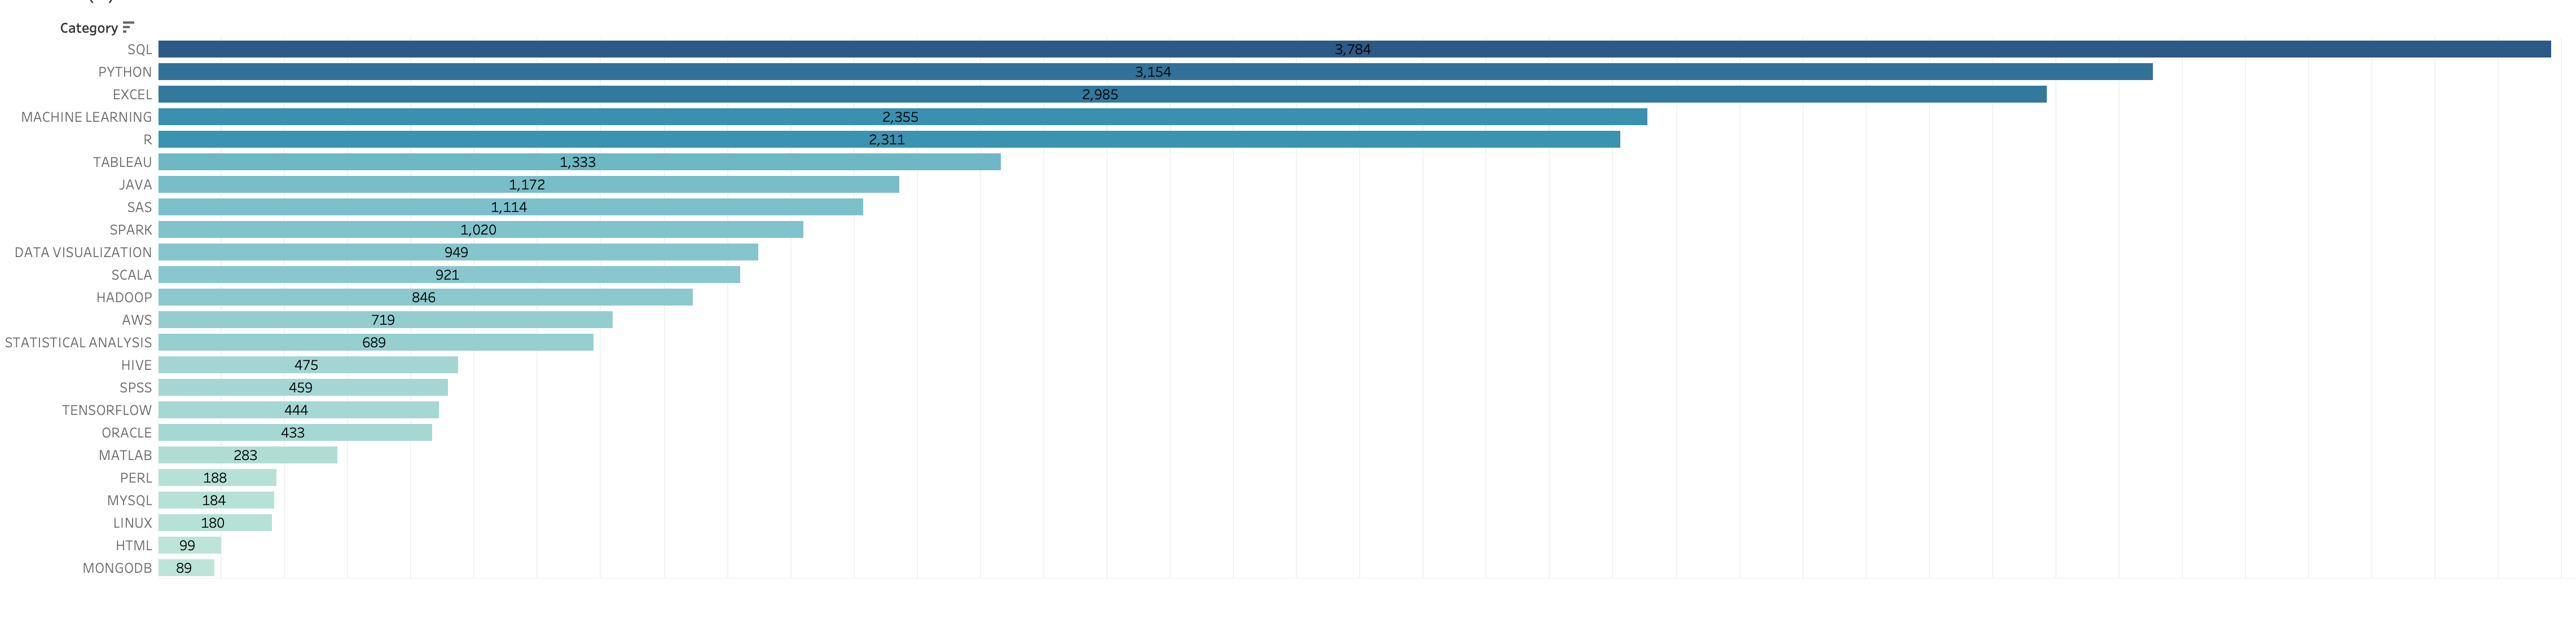 Category
SQL 3,784
PYTHON 3,154
EXCEL 2,985
MACHINE LEARNING 2,355
R 2,311
TABLEAU 1,333
JAVA 1,172
SAS 1,114
SPARK 1,020
DATA VISUALIZATION 949
SCALA 921
HADOOP 846
AWS 719
STATISTICAL ANALYSIS 689
HIVE 475
SPSS 459
TENSORFLOW 444
ORACLE 433
MATLAB 283
PERL 188
MYSQL 184
LINUX 180
HTML 99
MONGODB 89